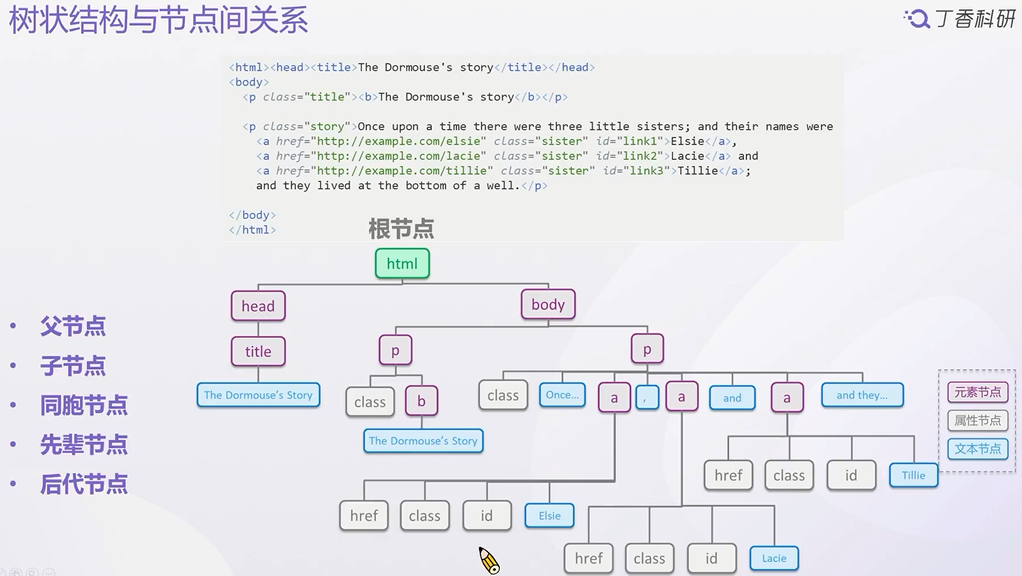 树状结构与节点间关系
丁香科研
<html><head><title>The Dormouse's story</title></head>
<body>
<p class="title"><b>The Dormouse's story</b></p>
<p class="story">Once upon a time there were three little sisters; and their names were
<a href="http://example.com/elsie" class="sister" id="link1">Elsie</a>,
<a href="http://example.com/lacie" class="sister" id="link2">Lacie</a> and
<a href="http://example.com/tillie" class="sister" id="link3">Tillie</a>;
and they lived at the bottom of a well.</p>
</body>
</html>
根节点
html
head
body
title
p
p
The Dormouse's Story
class
b
class
Once...
a
,
a
and
a
and they...
The Dormouse's Story
href
class
id
Tillie
href
class
id
Elsie
href
class
id
Lacie
• 父节点
• 子节点
• 同胞节点
• 先辈节点
• 后代节点
元素节点
属性节点
文本节点